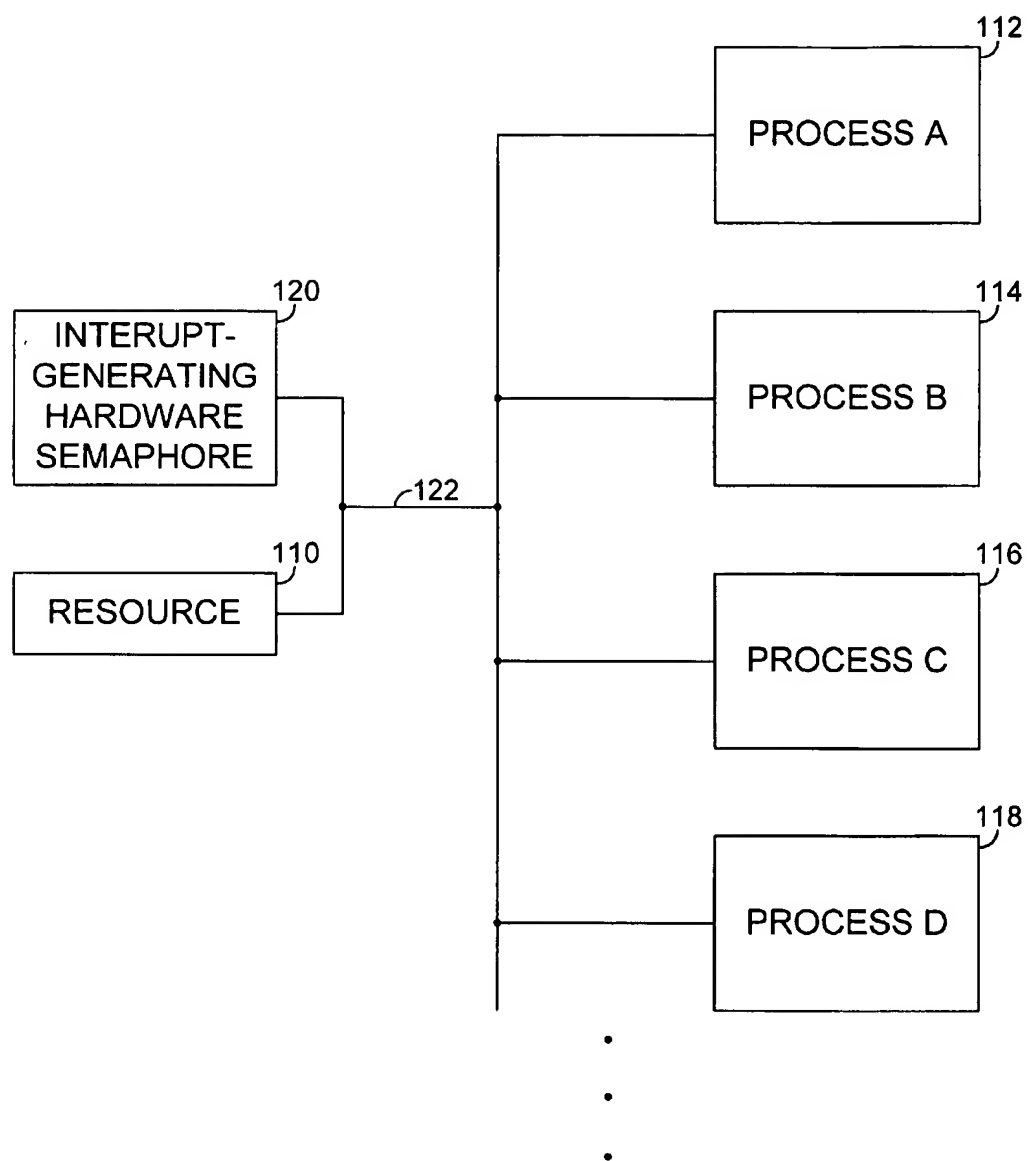 112
PROCESS A
120
INTERUPT-
GENERATING
HARDWARE
SEMAPHORE
114
PROCESS B
122
110
RESOURCE
116
PROCESS C
118
PROCESS D